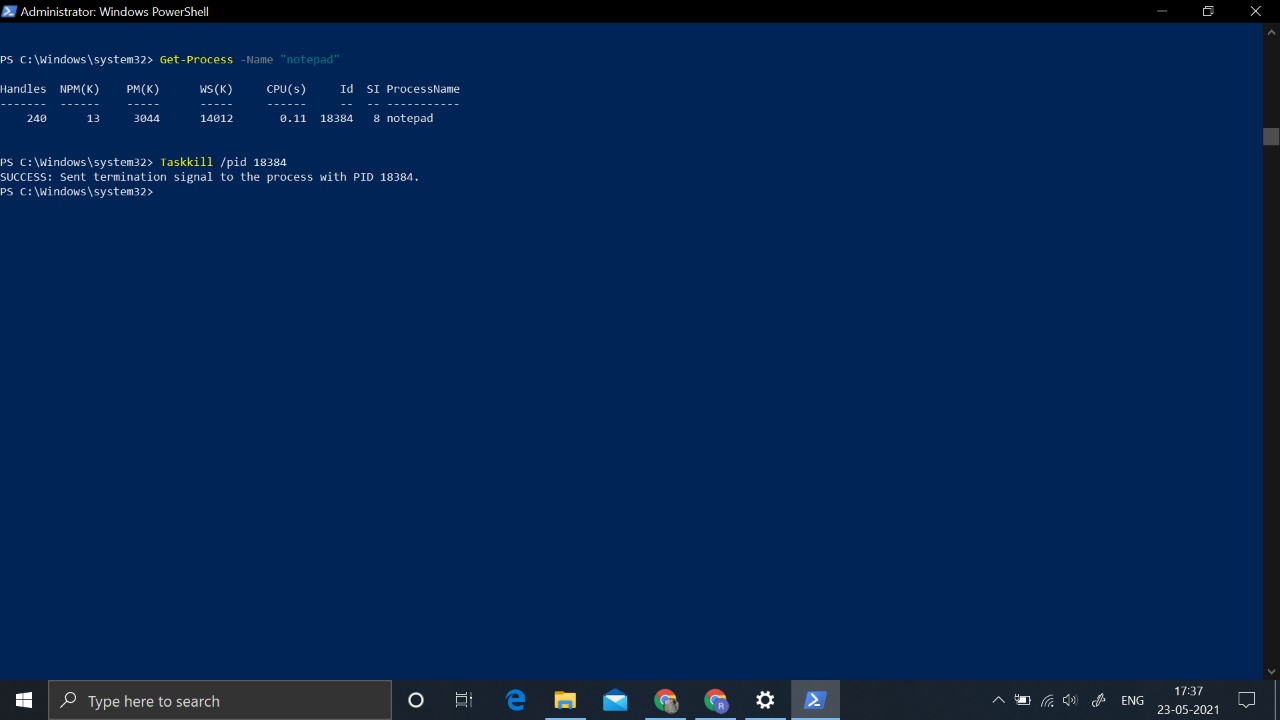 Administrator: Windows PowerShell
PS C:\Windows\system32> Get-Process -Name "notepad"
Handles NPM(K) PM(K) WS(K) CPU(s) Id SI ProcessName
------- ------ ----- ----- ------ -- -- -----------
240 13 3044 14012 0.11 18384 8 notepad
PS C:\Windows\system32> Taskkill /pid 18384
SUCCESS: Sent termination signal to the process with PID 18384.
PS C:\Windows\system32>
Type here to search
ENG
17:37
23-05-2021